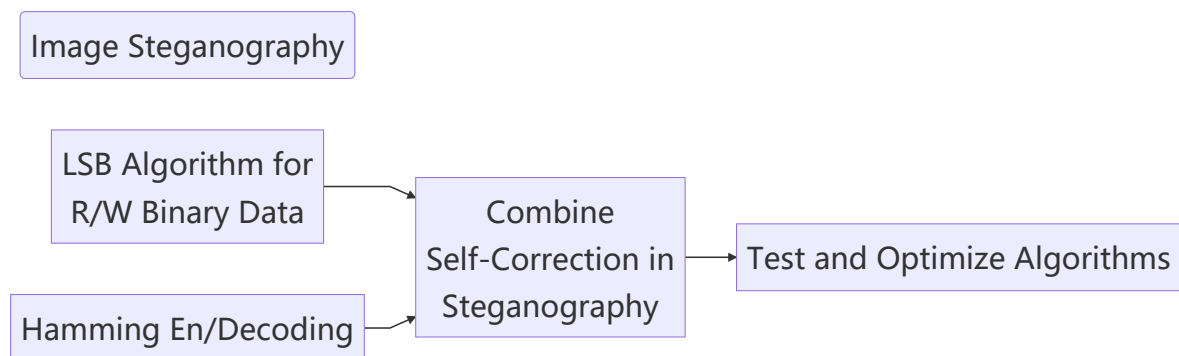 Image Steganography
LSB Algorithm for
R/W Binary Data
Hamming En/Decoding
Combine
Self-Correction in
Steganography
Test and Optimize Algorithms